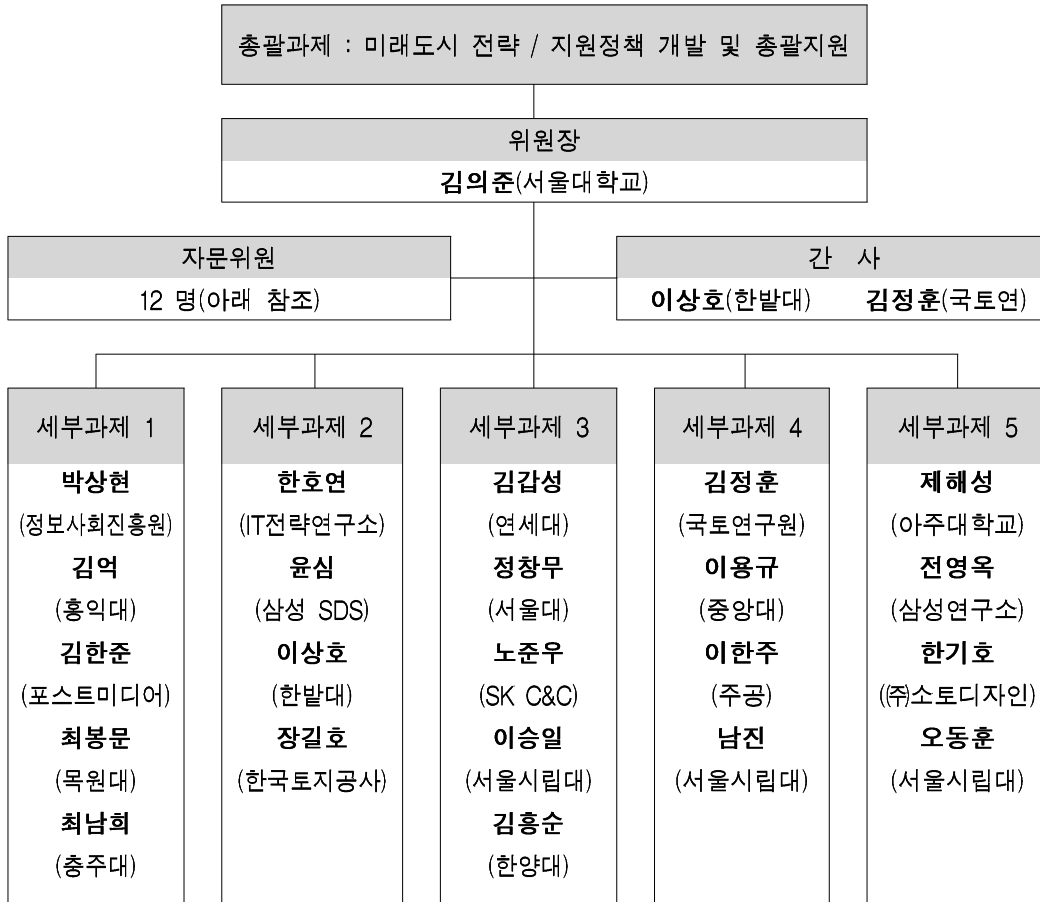 총괄과제 : 미래도시 전략 / 지원정책 개발 및 총괄지원
위원장
김의준(서울대학교)
자문위원
12 명(아래 참조)
간 사
이상호(한밭대) 김정훈(국토연)
세부과제 1
박상현
(정보사회진흥원)
김억
(홍익대)
김한준
(포스트미디어)
최봉문
(목원대)
최남희
(충주대)
세부과제 2
한호연
(IT전략연구소)
윤심
(삼성 SDS)
이상호
(한밭대)
장길호
(한국토지공사)
세부과제 3
김갑성
(연세대)
정창무
(서울대)
노준우
(SK C&C)
이승일
(서울시립대)
김흥순
(한양대)
세부과제 4
김정훈
(국토연구원)
이용규
(중앙대)
이한주
(주공)
남진
(서울시립대)
세부과제 5
제해성
(아주대학교)
전영옥
(삼성연구소)
한기호
(㈜소토디자인)
오동훈
(서울시립대)